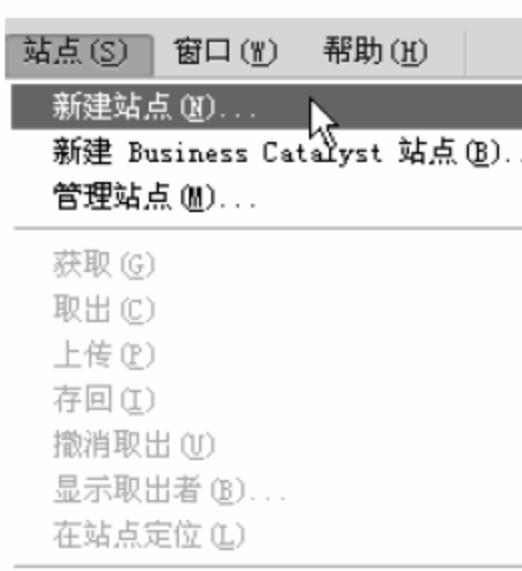 站点(S) 窗口(W) 帮助(H)
新建站点(N)...
新建 Business Catalyst 站点(B)..
管理站点(M)...
获取(G)
取出(C)
上传(P)
存回(I)
撤消取出(U)
显示取出者(B)...
在站点定位(L)